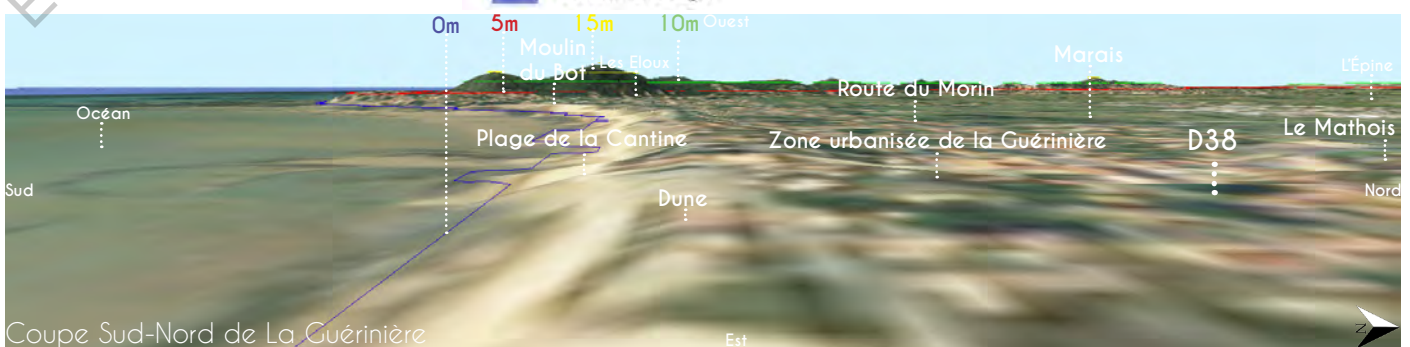 0m 5m 15m 10m Ouest
Moulin
du Bot
Les Eloux
Marais
L'Épine
Route du Morin
Océan
Plage de la Cantine
Zone urbanisée de la Guérinière
D38
Le Mathois
Sud
Nord
Dune
Coupe Sud-Nord de La Guérinière
Est
N